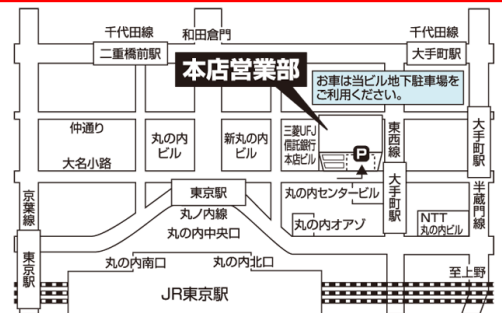 千代田線
和田倉門
千代田線
二重橋前駅
大手町駅
本店営業部
お車は当ビル地下駐車場を
ご利用ください。
仲通り
大名小路
丸の内
ビル
新丸の内
ビル
三菱UFJ
信託銀行
本店ビル
P
東西線
大手町駅
大手町駅
半蔵門線
京葉線
東京駅
東京駅
丸ノ内線
丸の内中央口
丸の内センタービル
丸の内オアゾ
NTT
丸の内ビル
丸の内南口
丸の内北口
至上野
JR東京駅